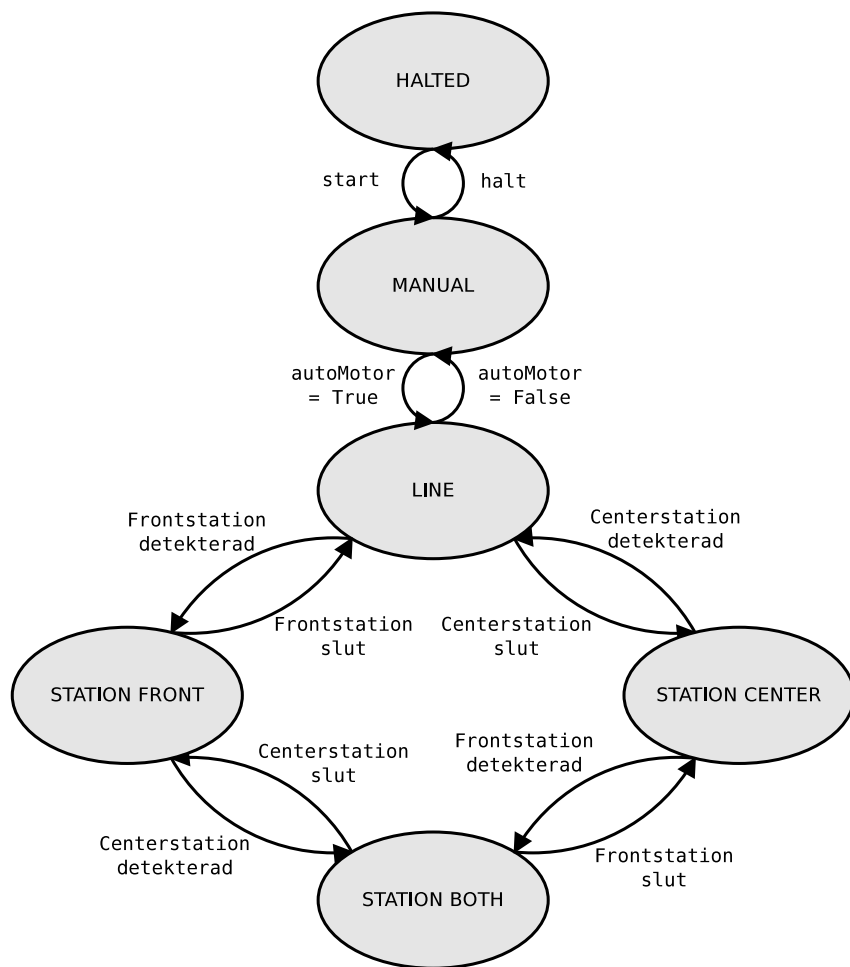 HALTED
start
halt
MANUAL
autoMotor
= True
autoMotor
= False
LINE
Frontstation
detekterad
Centerstation
detekterad
Frontstation
slut
Centerstation
slut
STATION FRONT
STATION CENTER
Centerstation
slut
Frontstation
detekterad
Centerstation
detekterad
Frontstation
slut
STATION BOTH